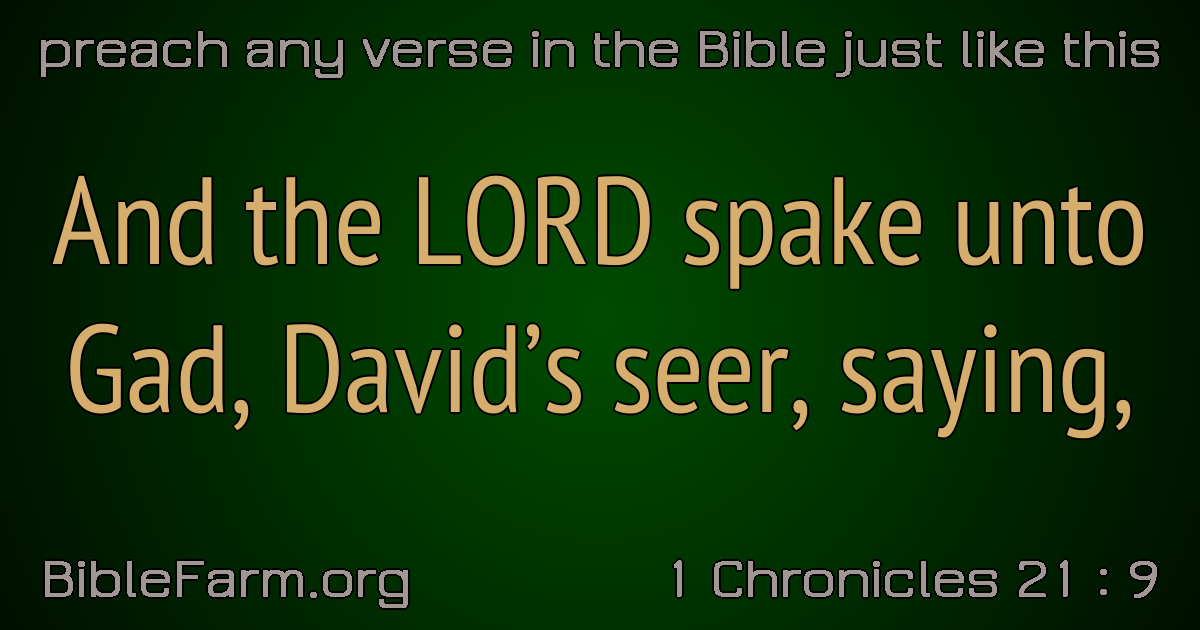 preach any verse in the Bible just like this
And the LORD spake unto
Gad, David’s seer, saying,
BibleFarm.org
1 Chronicles 21 : 9